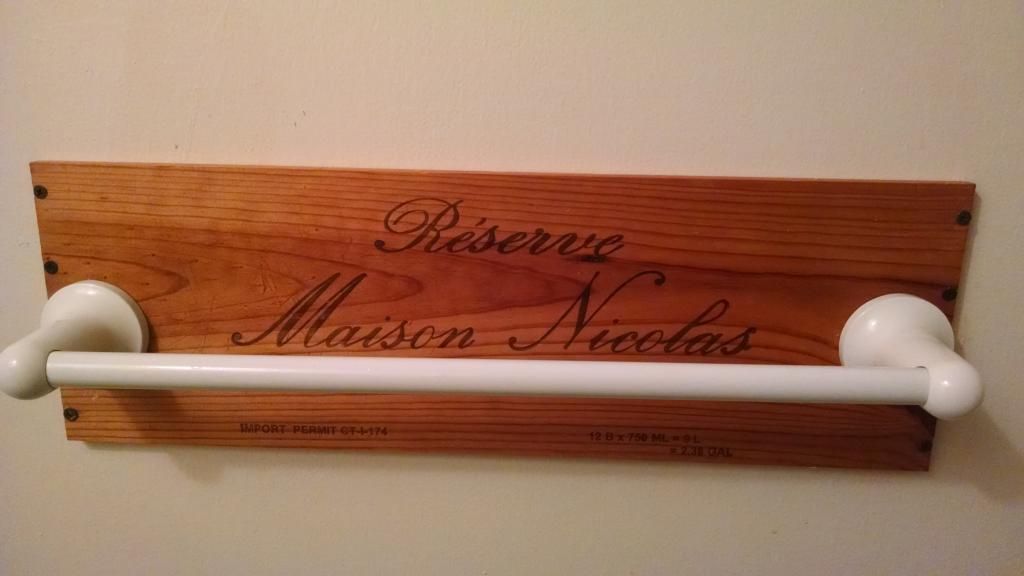 Réserve
Maison Nicolas
IMPORT PERMIT CT-I-174
12 B x 750 ML = 9 L
= 2.38 GAL